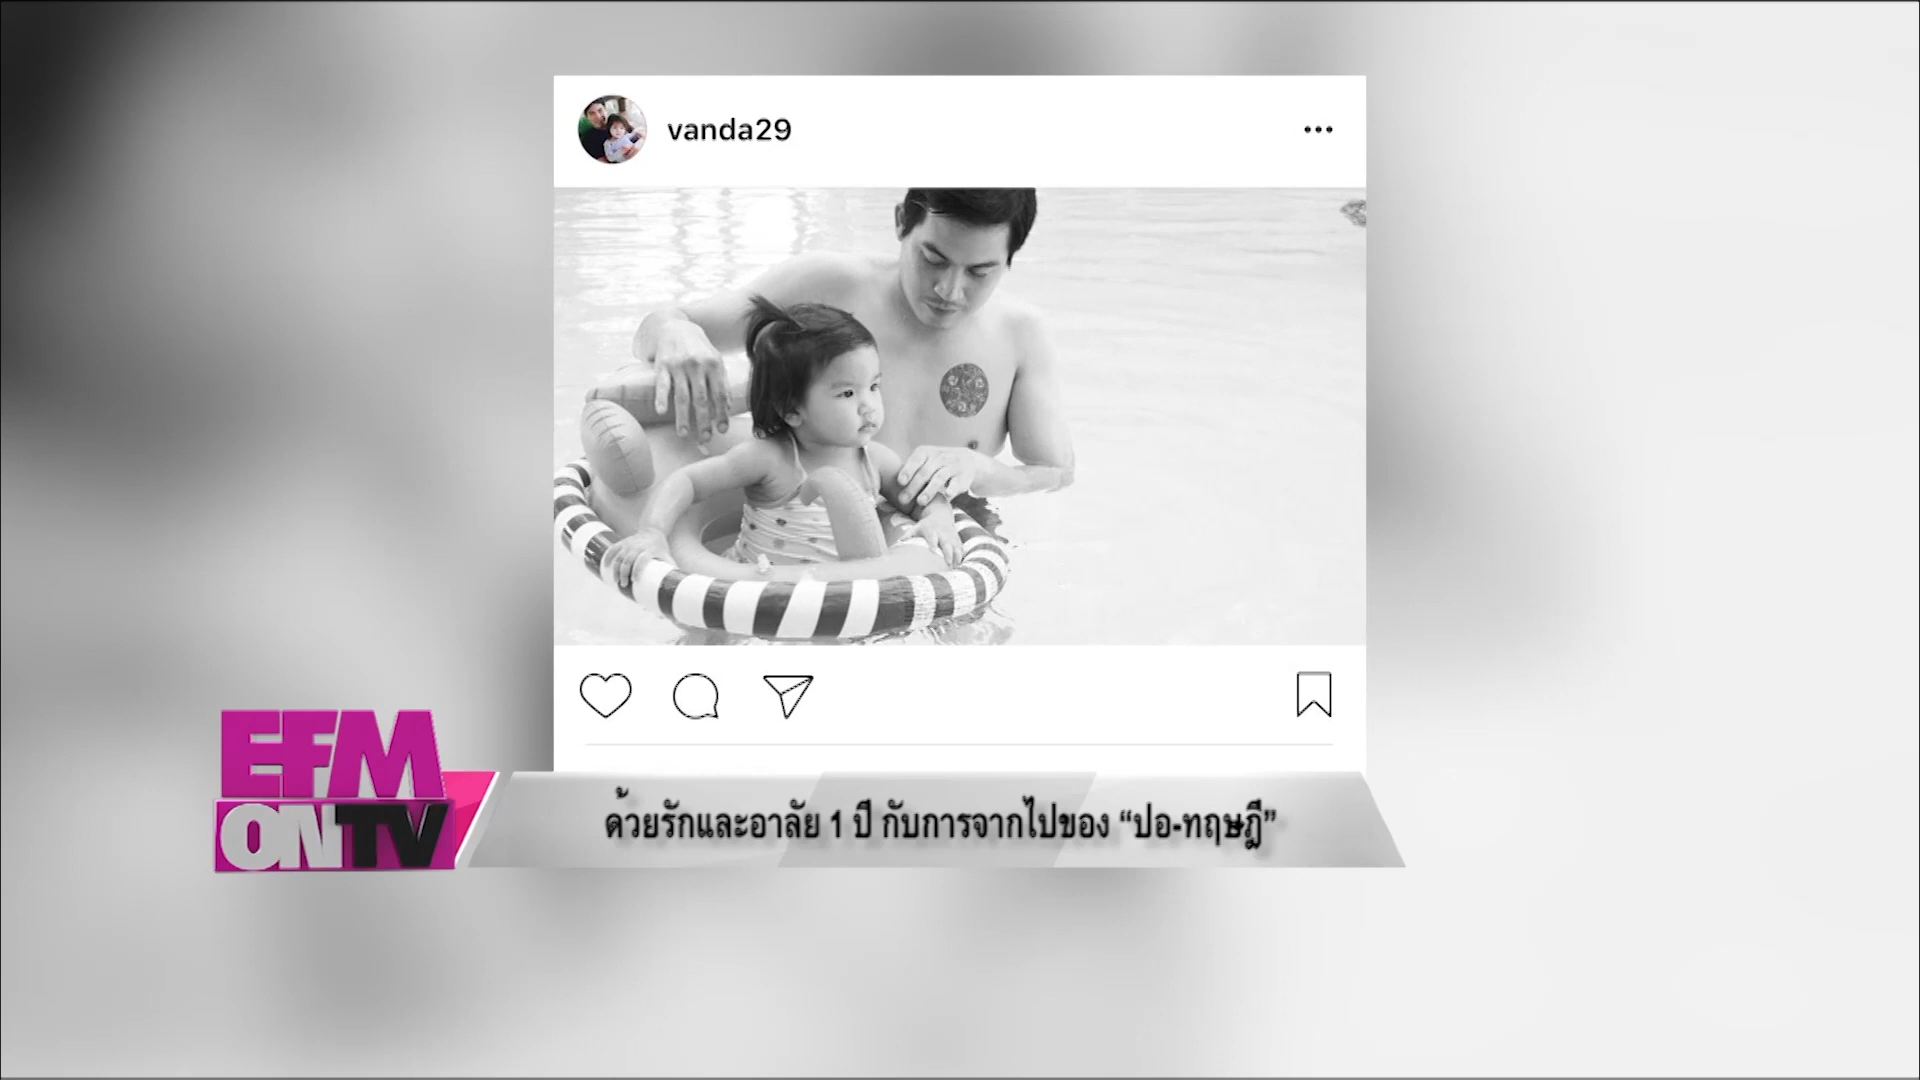 vanda29
EFM
ONTV
ด้วยรักและอาลัย 1 ปี กับการจากไปของ “ปอ-ทฤษฎี”